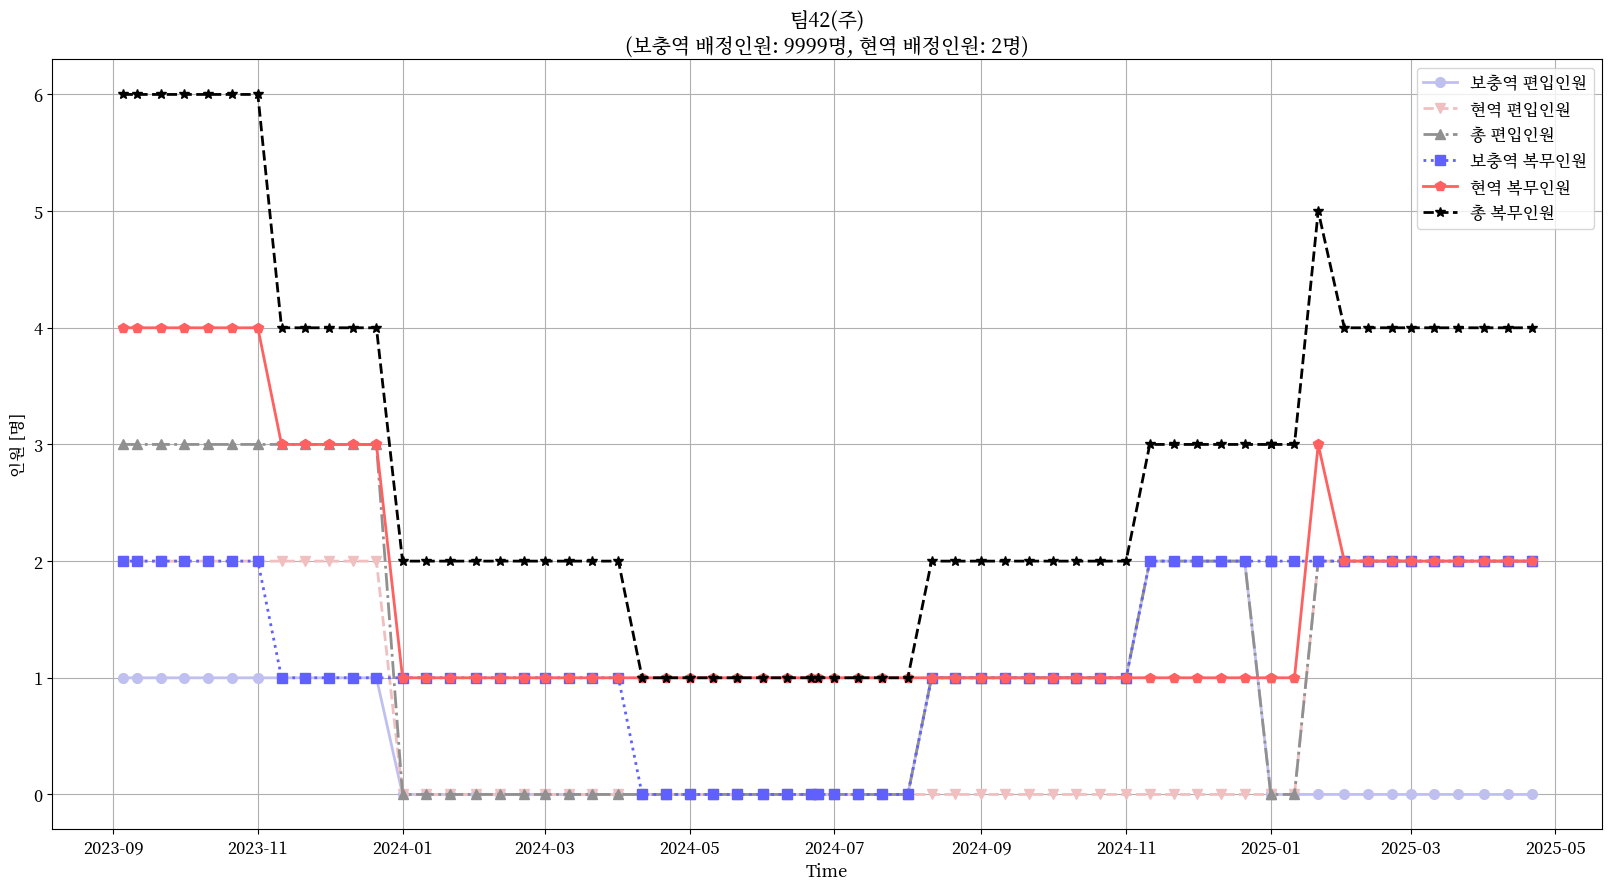 팀42(주)
(보충역 배정인원: 9999명, 현역 배정인원: 2명)
보충역 편입인원
현역 편입인원
총 편입인원
보충역 복무인원
현역 복무인원
총 복무인원
인원 [명]
6
5
4
3
2
1
0
2023-09
2023-11
2024-01
2024-03
2024-05
2024-07
2024-09
2024-11
2025-01
2025-03
2025-05
Time